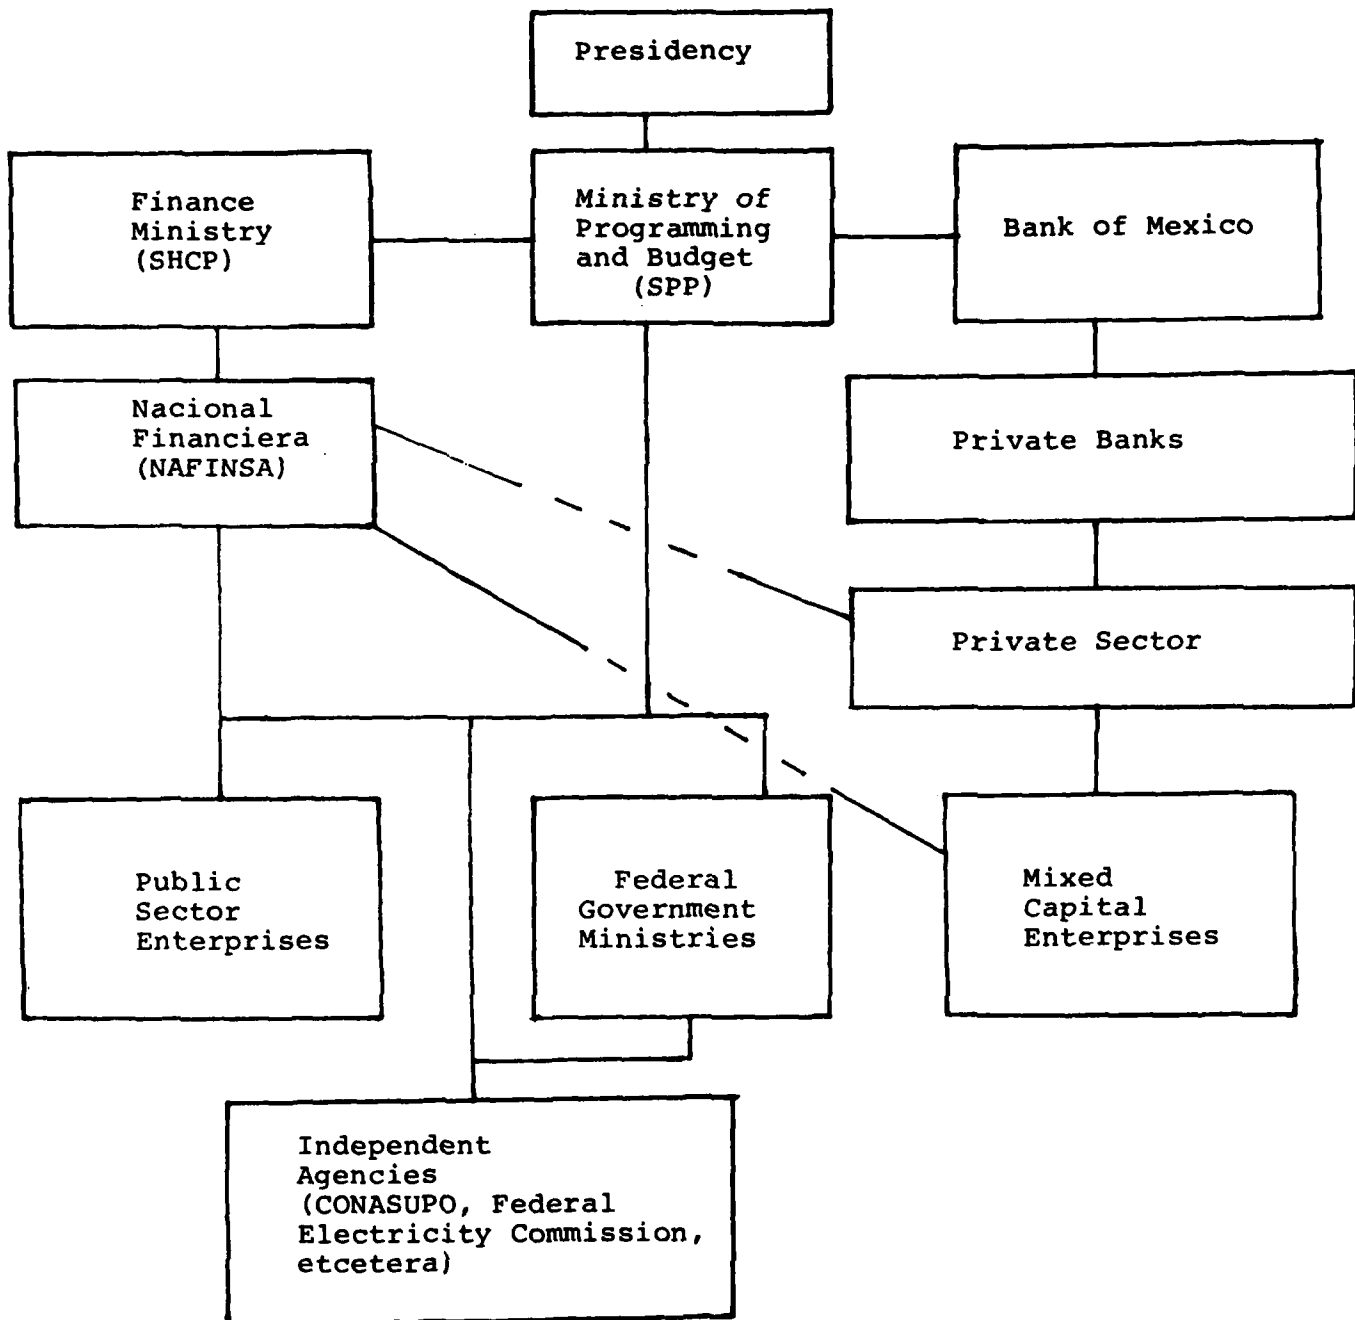 Presidency
Finance
Ministry
(SHCP)
Ministry of
Programming
and Budget
(SPP)
Bank of Mexico
Nacional
Financiera
(NAFINSA)
Private Banks
Private Sector
Public
Sector
Enterprises
Federal
Government
Ministries
Mixed
Capital
Enterprises
Independent
Agencies
(CONASUPO, Federal
Electricity Commission,
etcetera)